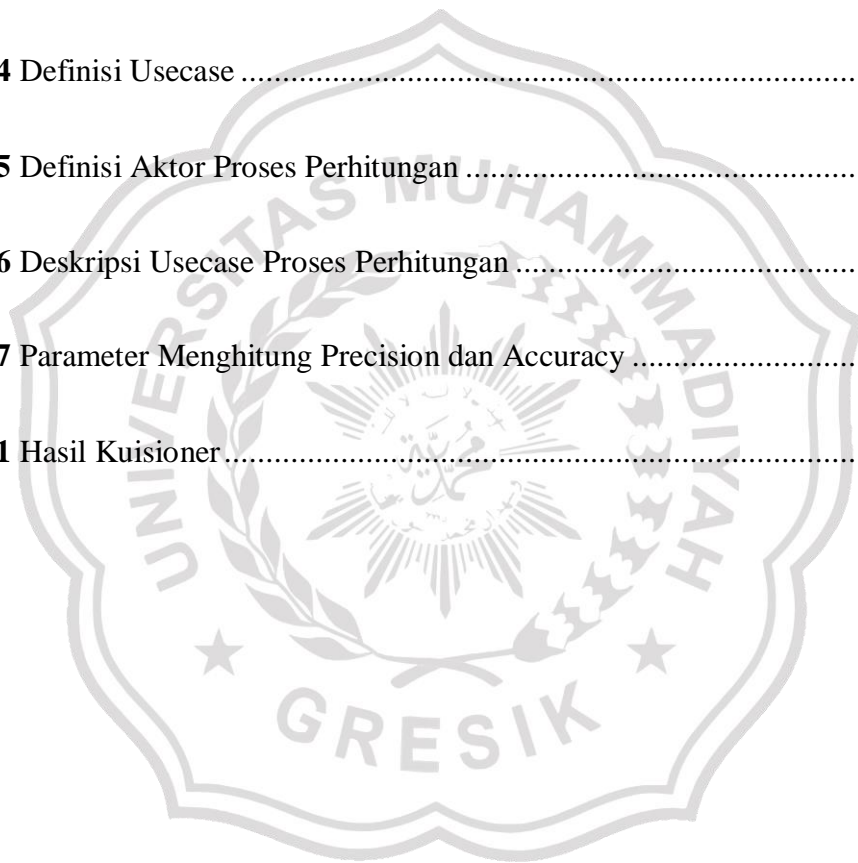 4 Definisi Usecase ........................................................................
5 Definisi Aktor Proses Perhitungan .............................................
6 Deskripsi Usecase Proses Perhitungan .......................................
7 Parameter Menghitung Precision dan Accuracy .........................
1 Hasil Kuisioner ...........................................................................
UNIVERSITAS MUHAMMADIYAH
GRESIK